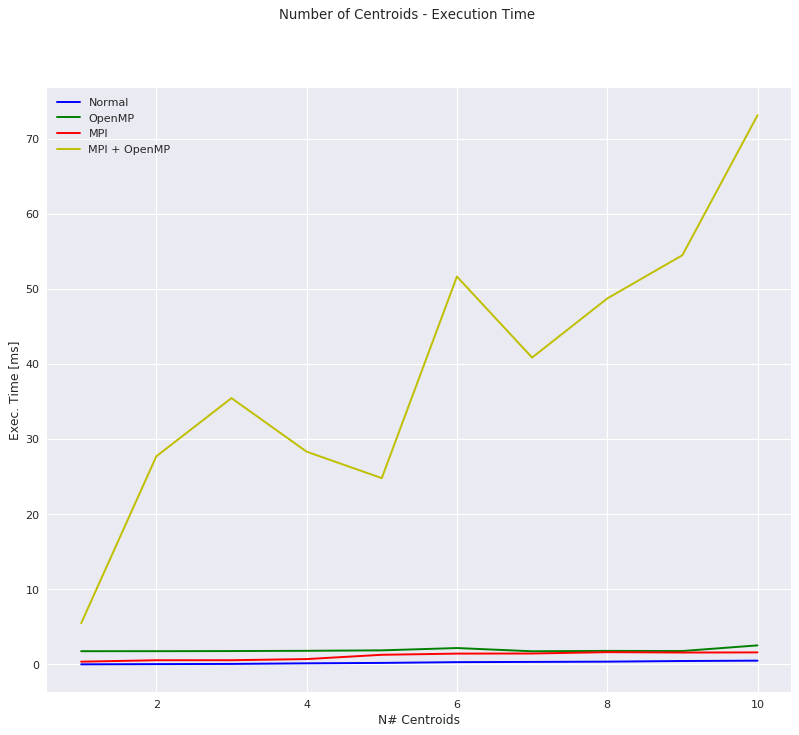 Number of Centroids - Execution Time
Normal
OpenMP
MPI
MPI + OpenMP
70
60
50
40
30
20
10
0
Exec. Time [ms]
2 4 6 8 10
N# Centroids